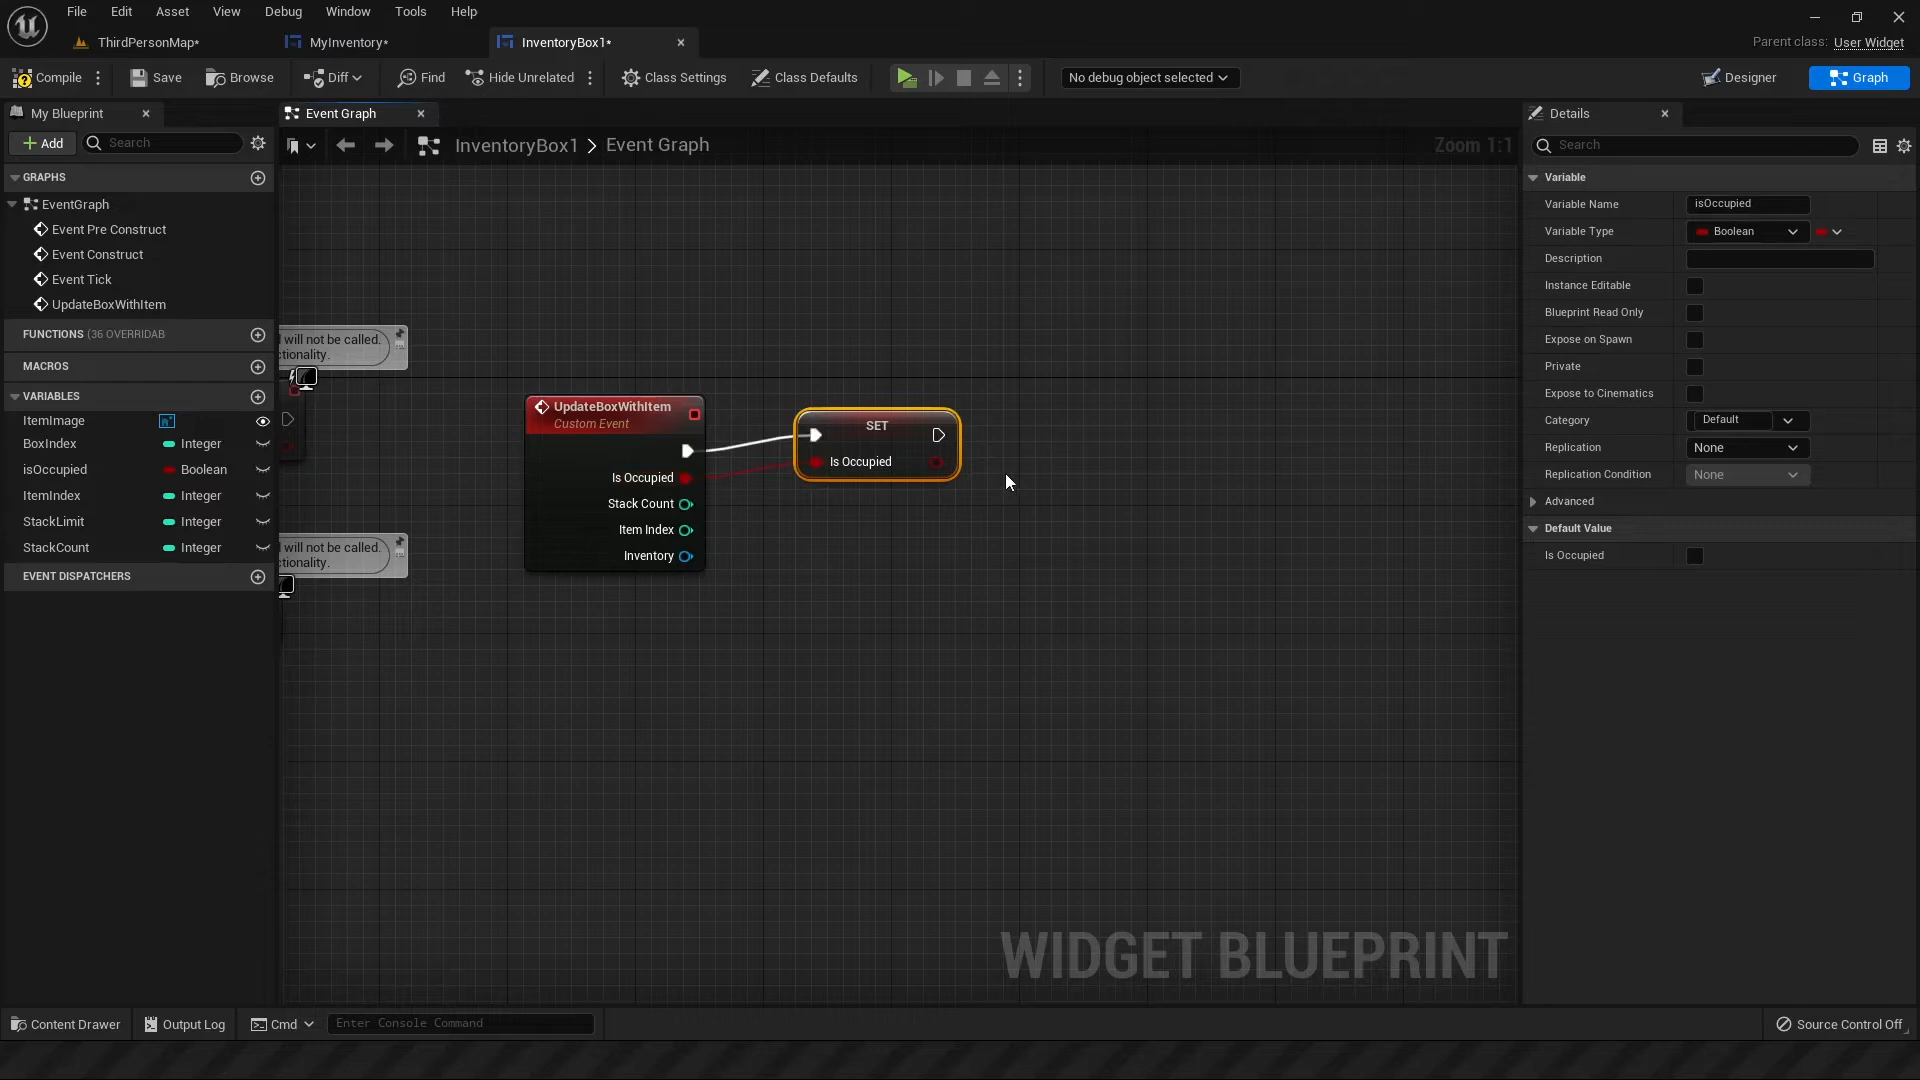 File Edit Asset View Debug Window Tools Help
ThirdPersonMap* MyInventory* InventoryBox1*
Parent class: User Widget
Compile Save Browse Diff Find Hide Unrelated Class Settings Class Defaults No debug object selected Designer Graph
My Blueprint
Event Graph
Details
Add Search
InventoryBox1 > Event Graph
Zoom 1:1
Search
GRAPHS
EventGraph
Event Pre Construct
Event Construct
Event Tick
UpdateBoxWithItem
FUNCTIONS (36 OVERRIDAB
MACROS
VARIABLES
ItemImage
BoxIndex Integer
isOccupied Boolean
ItemIndex Integer
StackLimit Integer
StackCount Integer
EVENT DISPATCHERS
will not be called.
ctionality.
will not be called.
ctionality.
UpdateBoxWithItem
Custom Event
Is Occupied
Stack Count
Item Index
Inventory
SET
Is Occupied
WIDGET BLUEPRINT
Variable
Variable Name isOccupied
Variable Type Boolean
Description
Instance Editable
Blueprint Read Only
Expose on Spawn
Private
Expose to Cinematics
Category Default
Replication None
Replication Condition None
Advanced
Default Value
Is Occupied
Content Drawer Output Log Cmd Enter Console Command Source Control Off